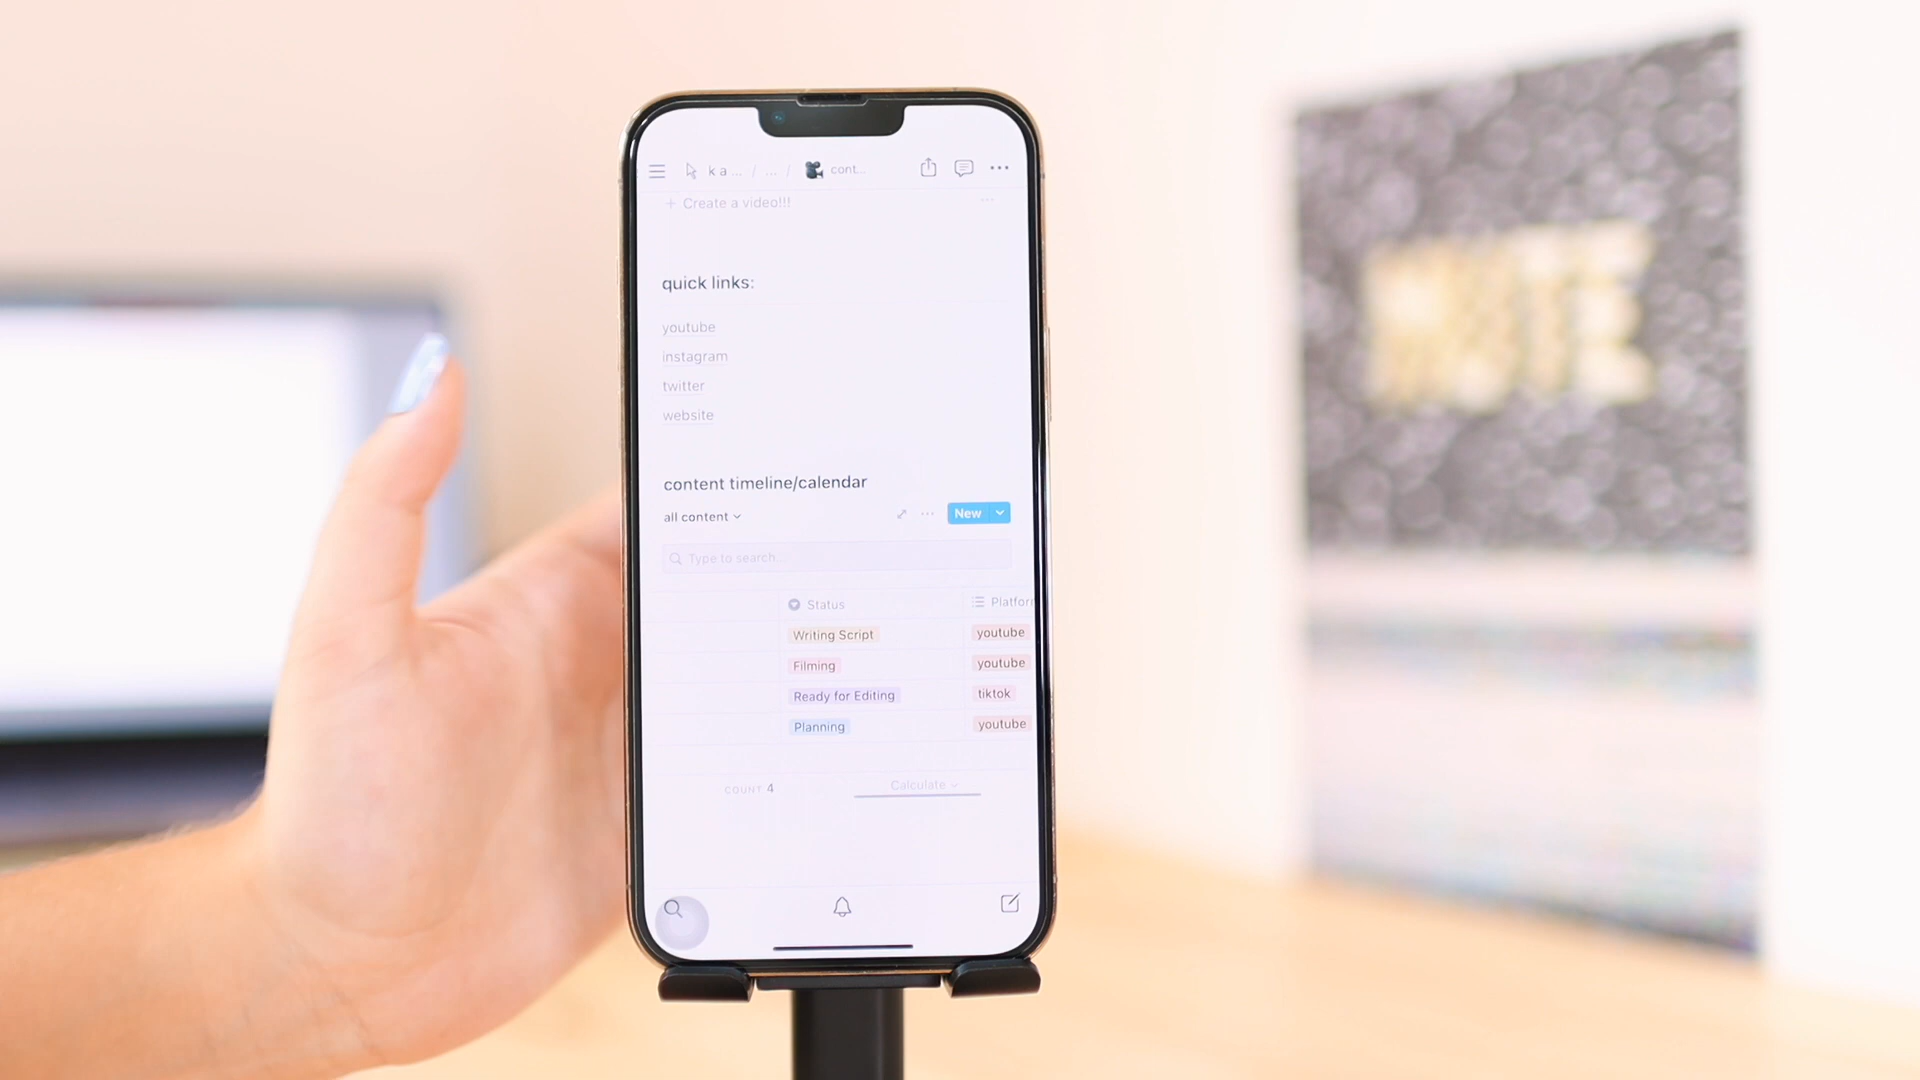 k a ... / ... / cont...
+ Create a video!!!
quick links:
youtube
instagram
twitter
website
content timeline/calendar
all content
New
Type to search...
Status Platfor
Writing Script youtube
Filming youtube
Ready for Editing tiktok
Planning youtube
COUNT 4 Calculate